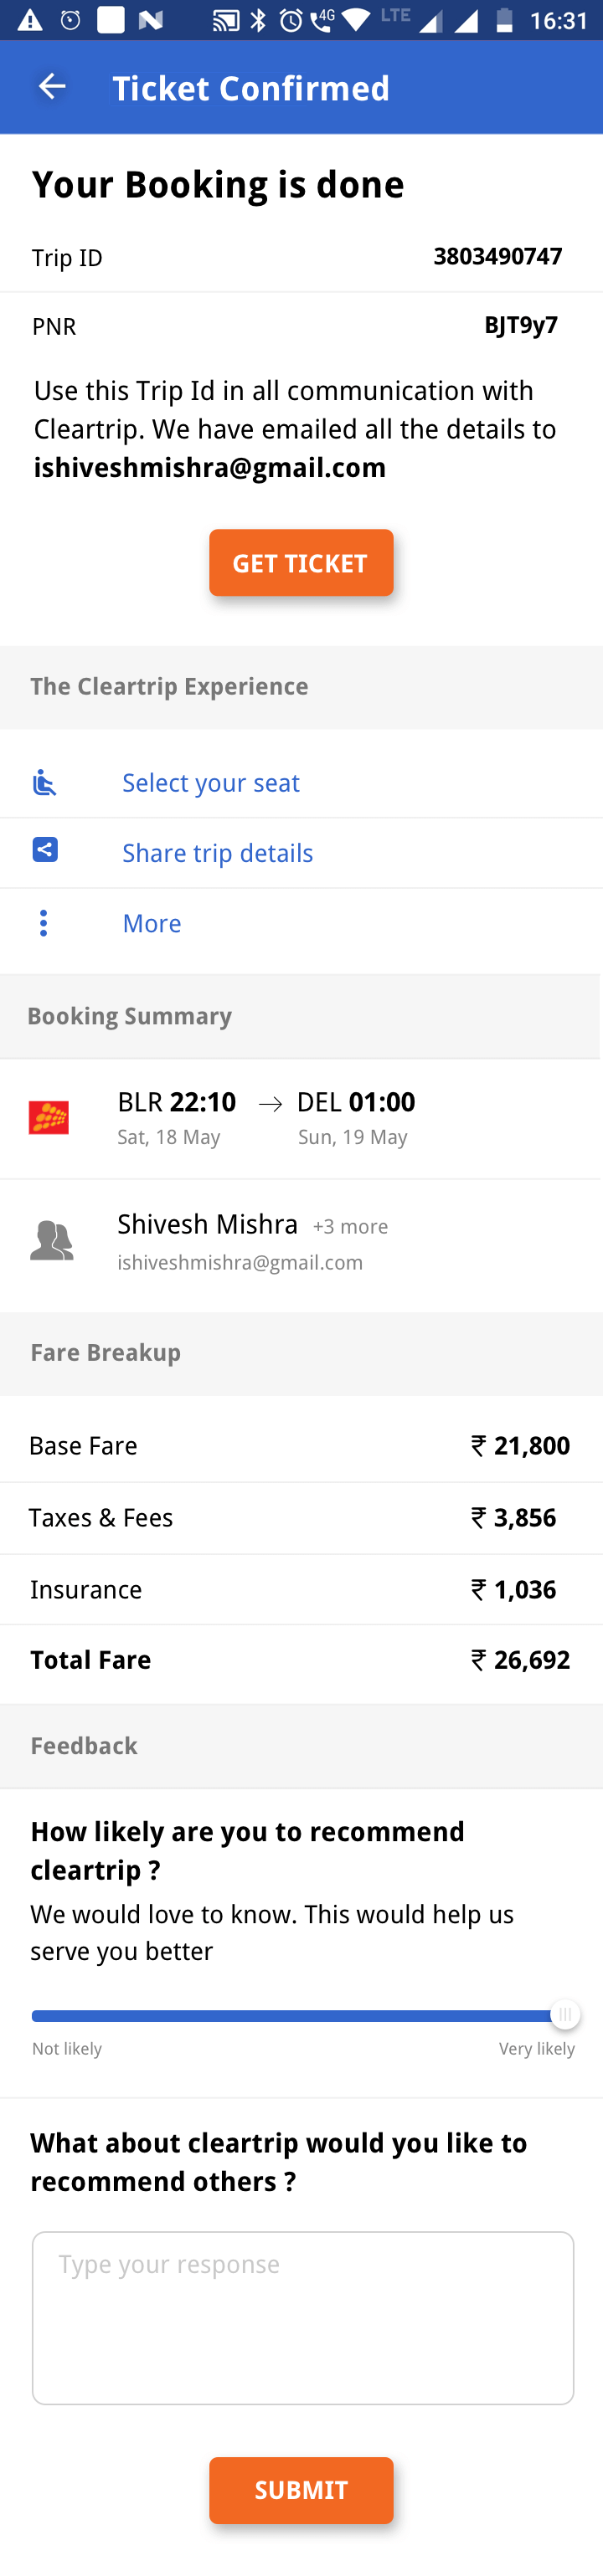 4G LTE 16:31
Ticket Confirmed
Your Booking is done
Trip ID 3803490747
PNR BJT9y7
Use this Trip Id in all communication with
Cleartrip. We have emailed all the details to
ishiveshmishra@gmail.com
GET TICKET
The Cleartrip Experience
Select your seat
Share trip details
More
Booking Summary
BLR 22:10 → DEL 01:00
Sat, 18 May Sun, 19 May
Shivesh Mishra +3 more
ishiveshmishra@gmail.com
Fare Breakup
Base Fare ₹ 21,800
Taxes & Fees ₹ 3,856
Insurance ₹ 1,036
Total Fare ₹ 26,692
Feedback
How likely are you to recommend
cleartrip ?
We would love to know. This would help us
serve you better
Not likely Very likely
What about cleartrip would you like to
recommend others ?
Type your response
SUBMIT